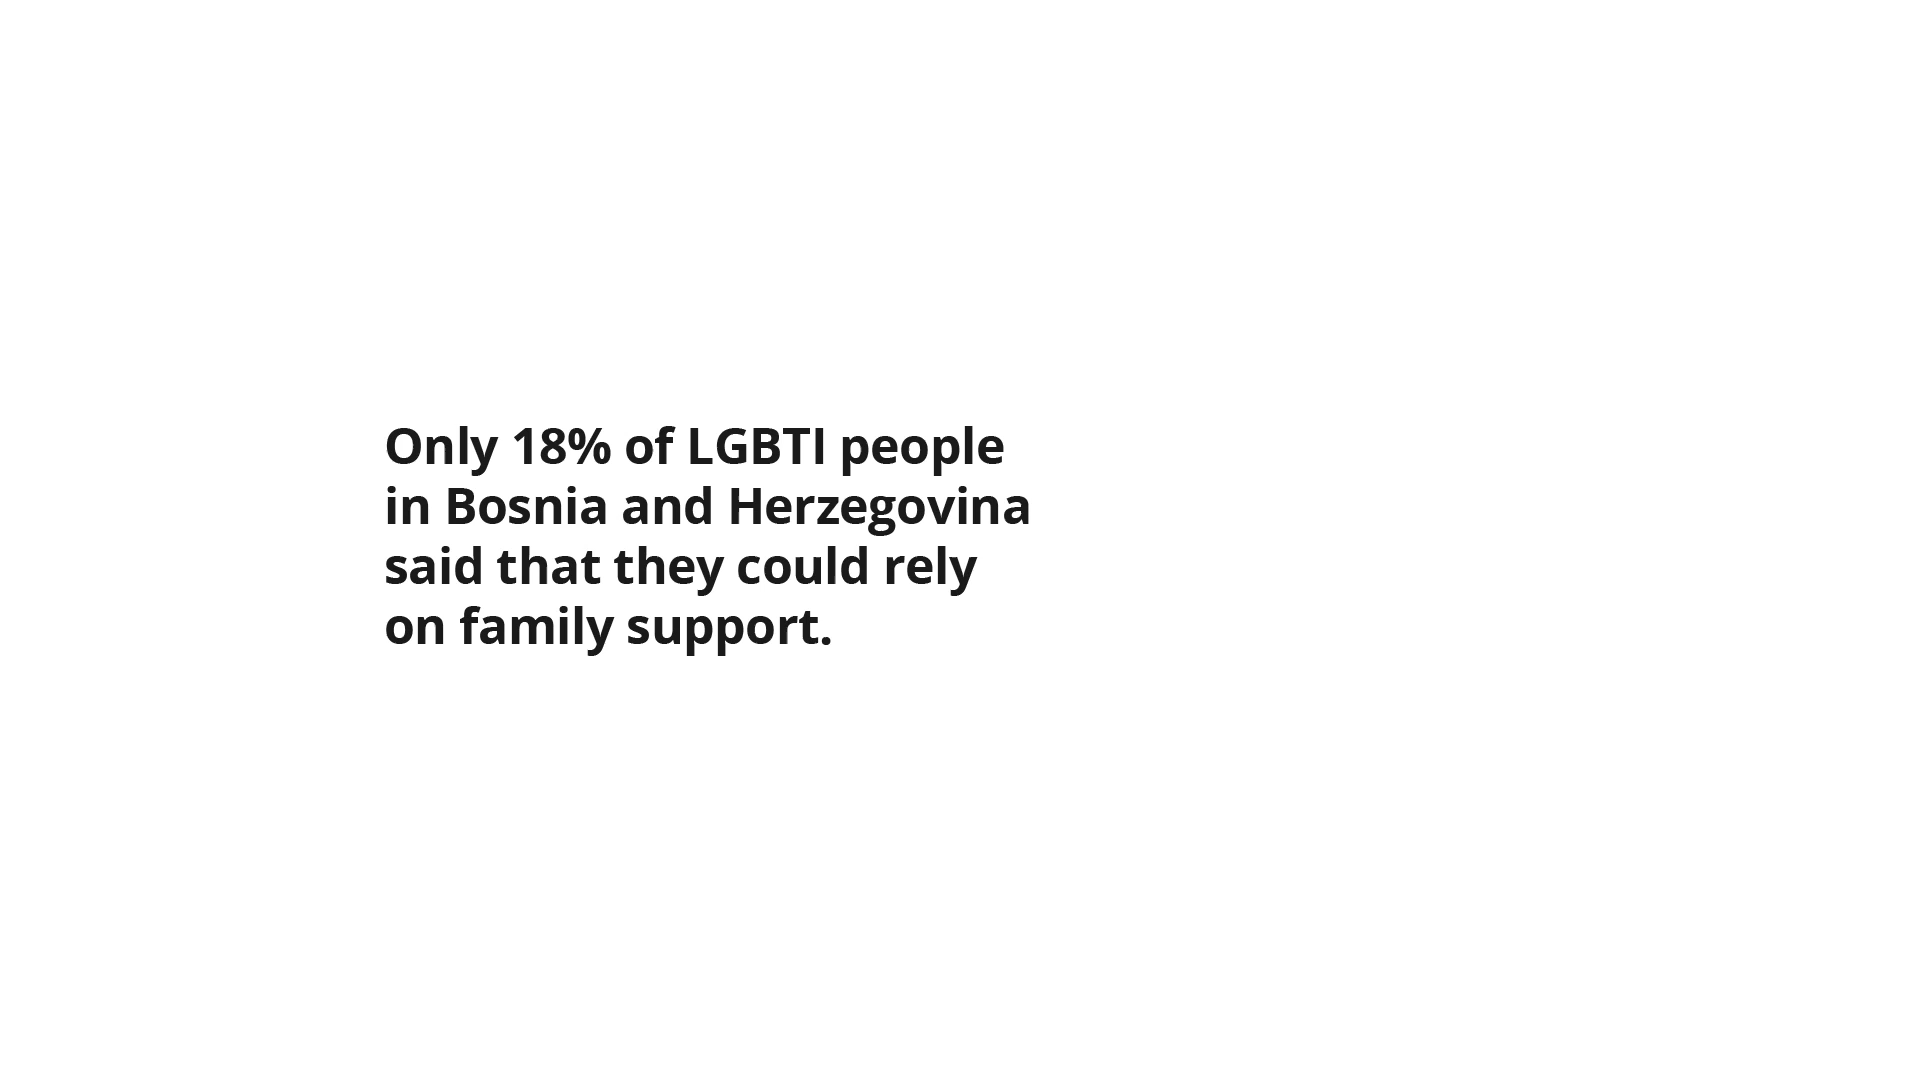 Only 18% of LGBTI people
in Bosnia and Herzegovina
said that they could rely
on family support.